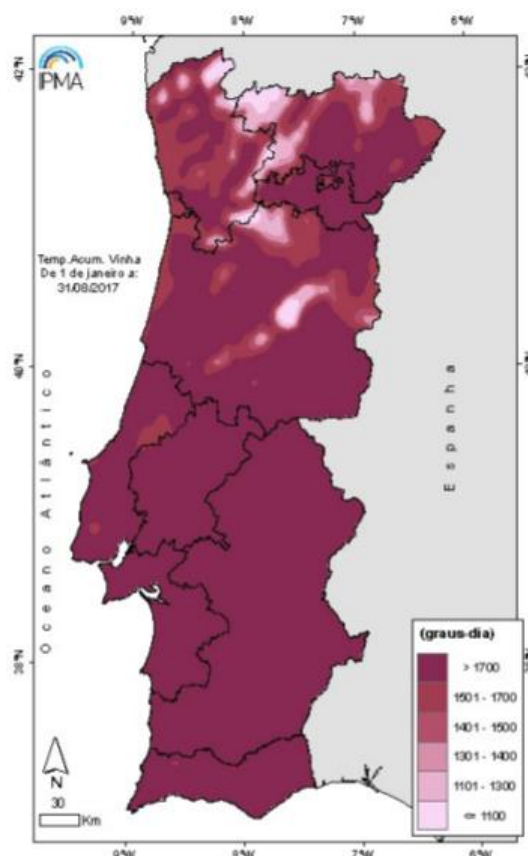 9°W 8°W 7°W 6°W
42°N
IPMA
Temp.Acum. Vinha
De 1 de janeiro a:
31/08/2017
40°N
Oceano Atlântico
Espanha
(graus-dia)
> 1700
1501 - 1700
1401 - 1500
1301 - 1400
1101 - 1300
<= 1100
38°N
N
30
Km